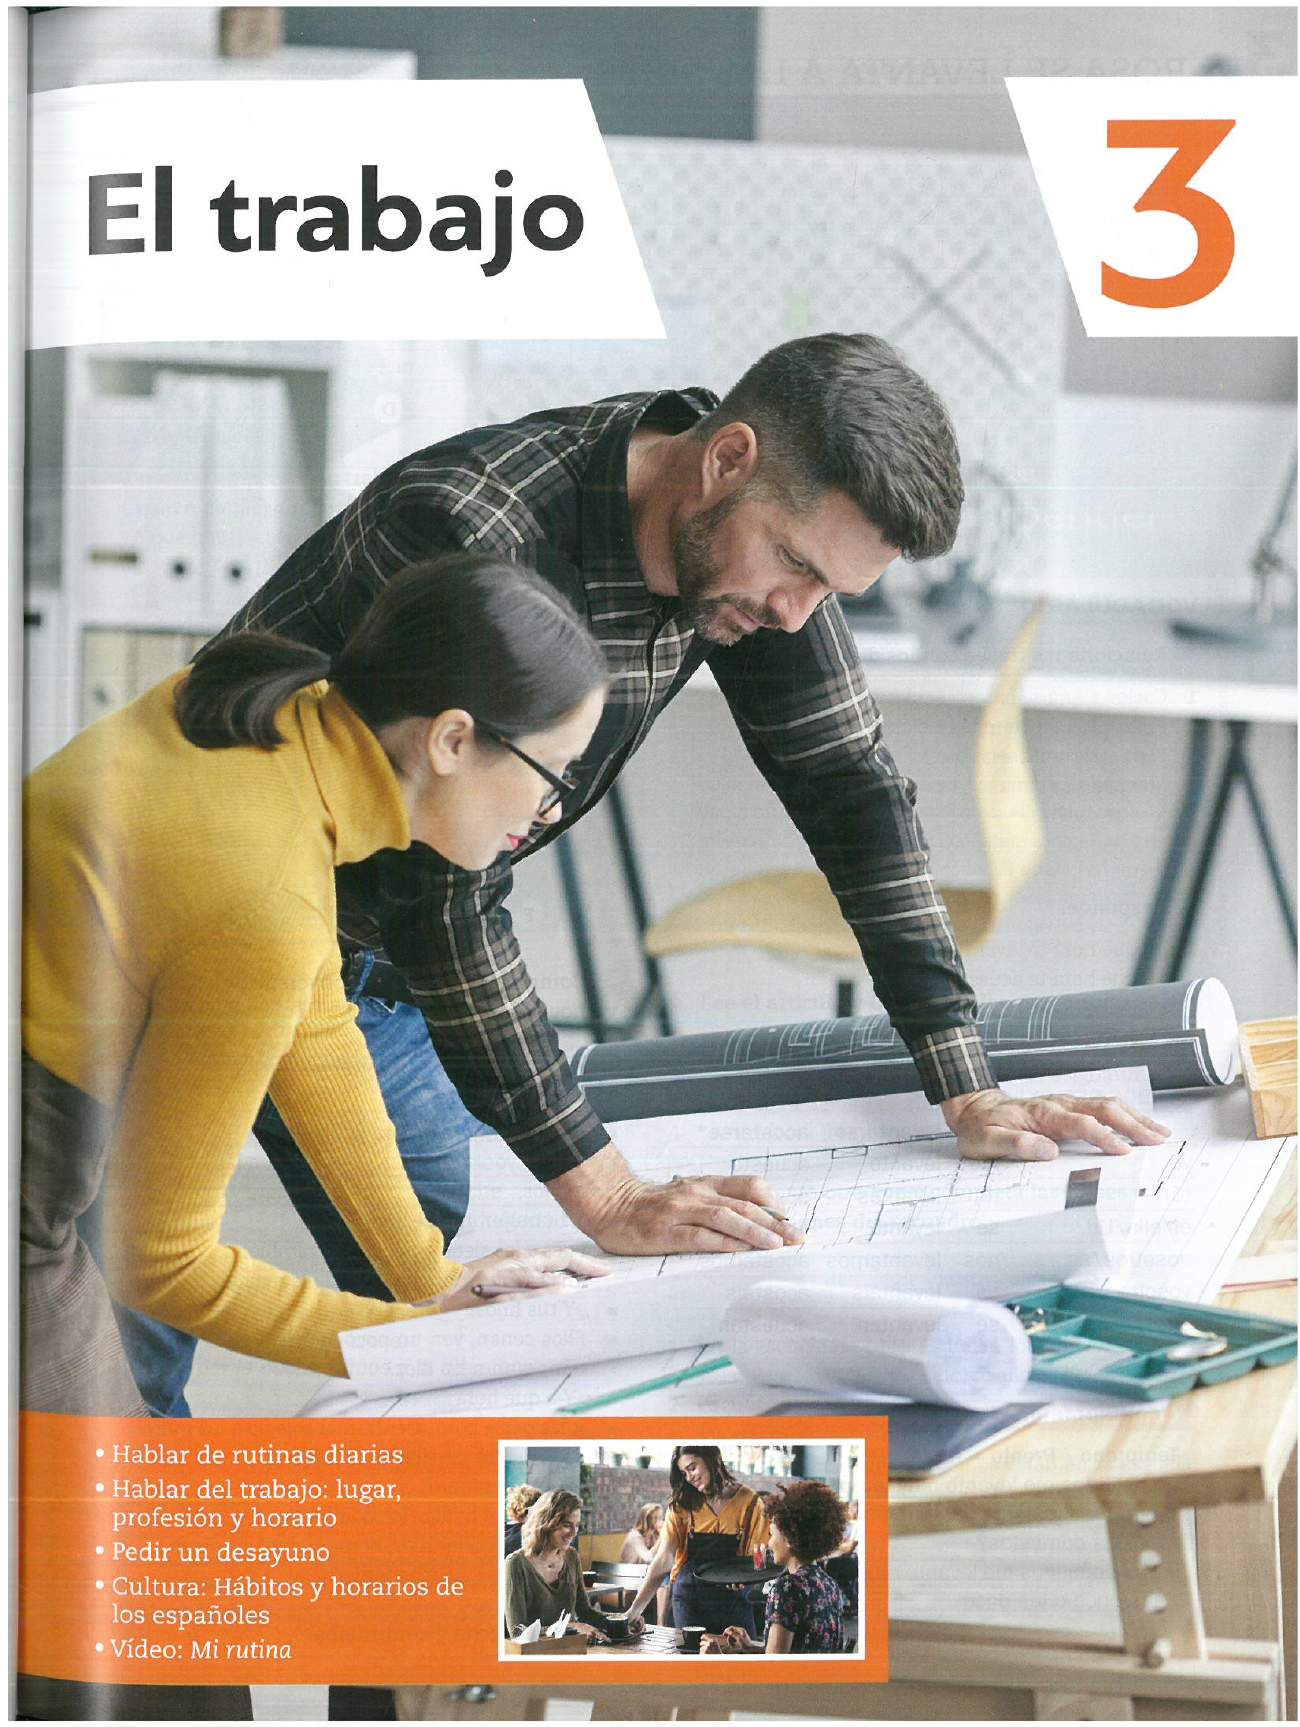 El trabajo
3
• Hablar de rutinas diarias
• Hablar del trabajo: lugar,
profesión y horario
• Pedir un desayuno
• Cultura: Hábitos y horarios de
los españoles
• Vídeo: Mi rutina